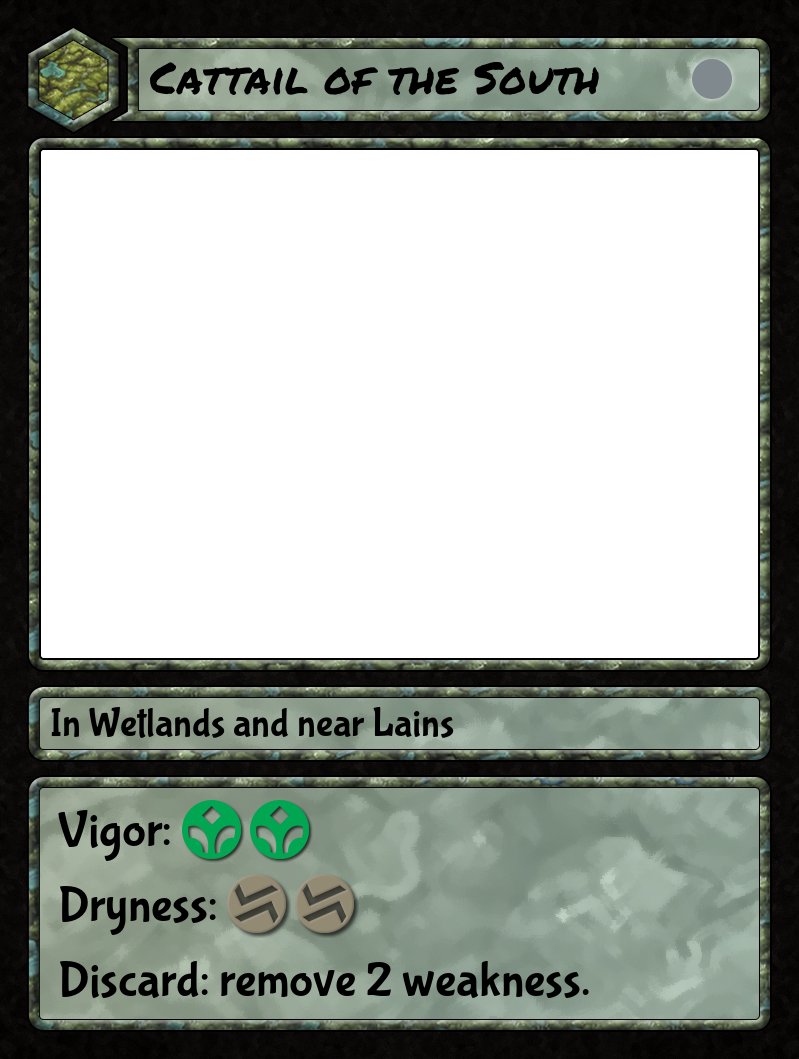 Cattail of the South
In Wetlands and near Lains
Vigor:
Dryness:
Discard: remove 2 weakness.